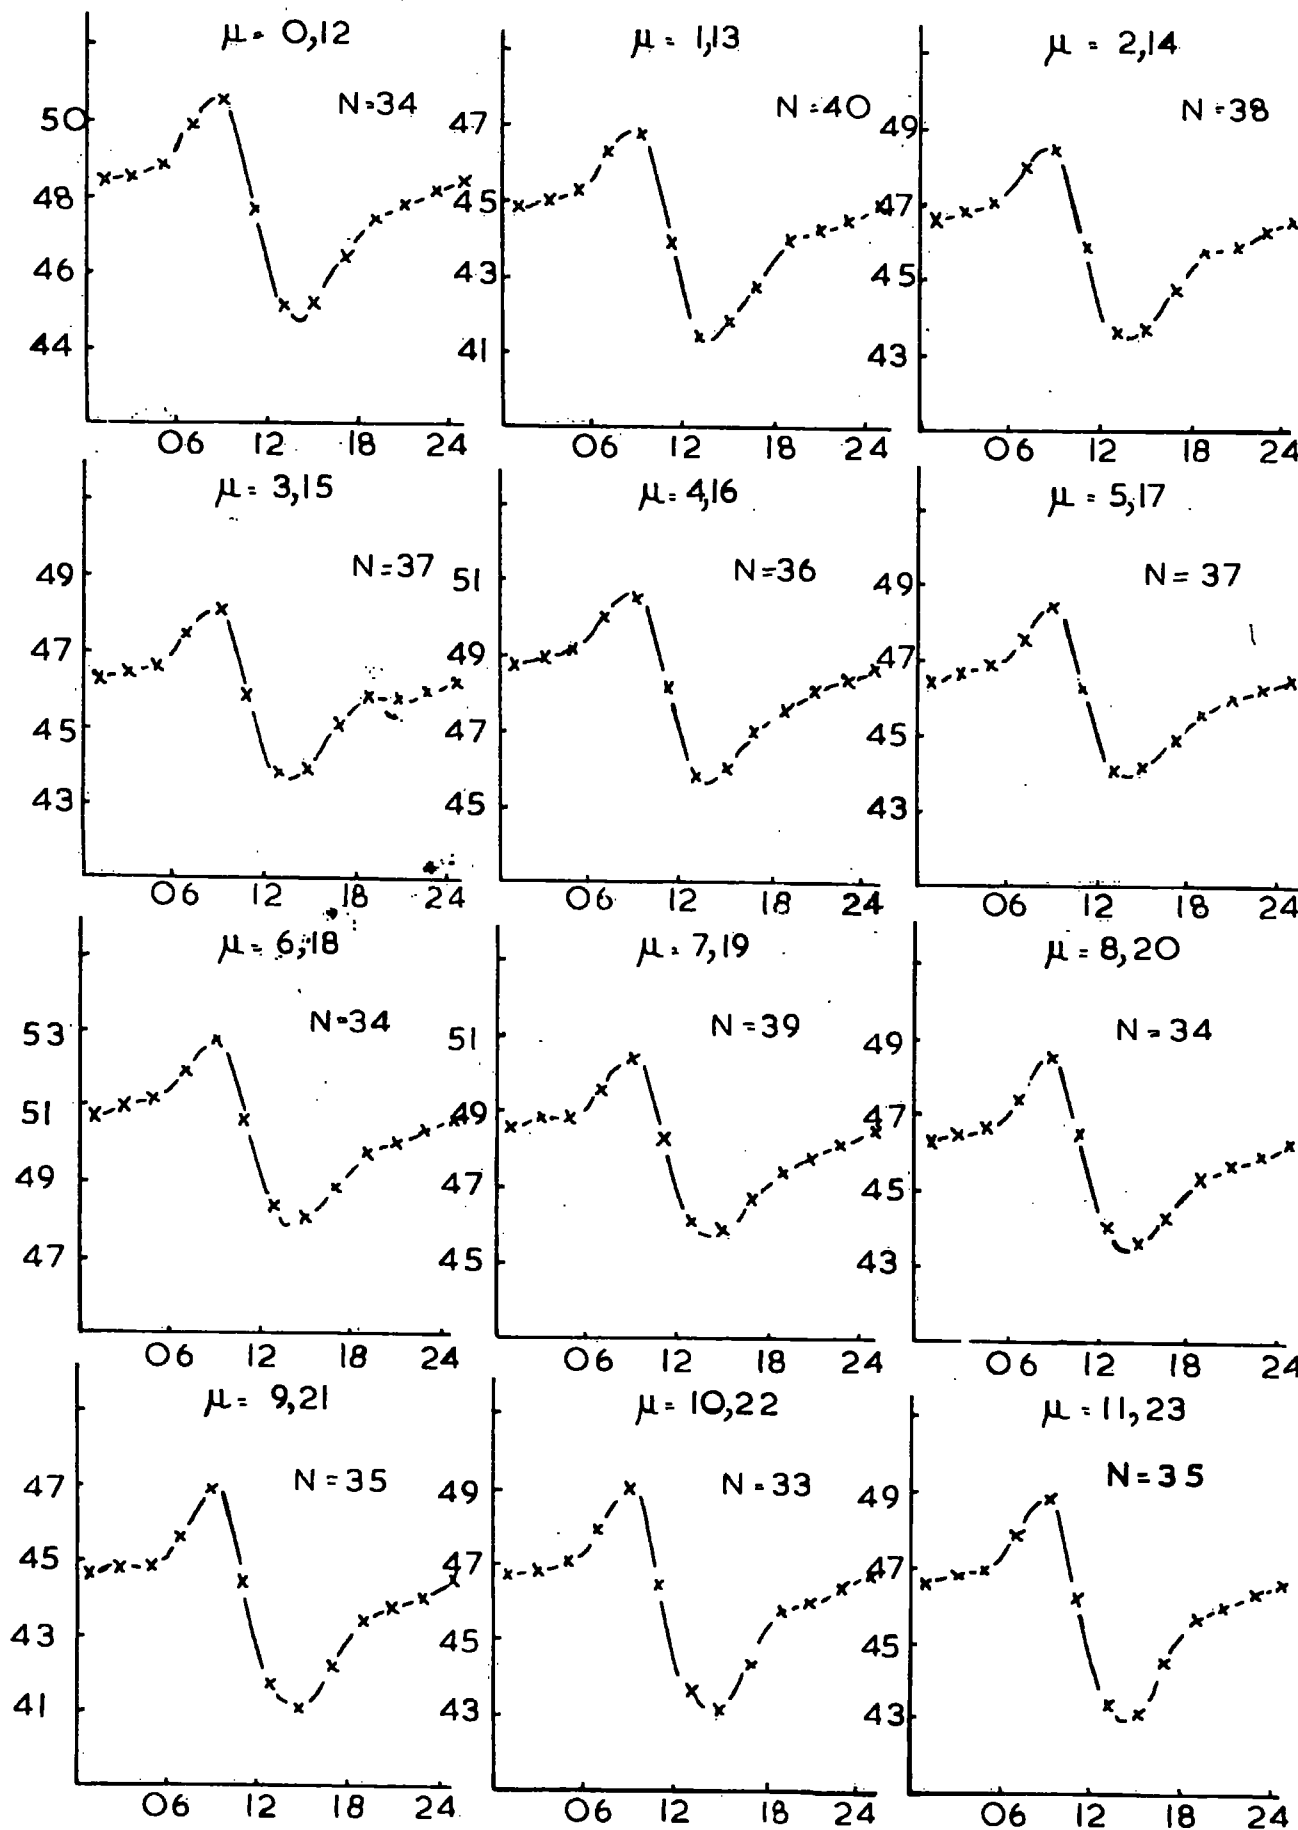 μ = 0,12
N = 34
50
48
46
44
06 12 18 24
μ = 1,13
N = 40
47
45
43
41
06 12 18 24
μ = 2,14
N = 38
49
47
45
43
06 12 18 24
μ = 3,15
N = 37
49
47
45
43
06 12 18 24
μ = 4,16
N = 36
51
49
47
45
06 12 18 24
μ = 5,17
N = 37
49
47
45
43
06 12 18 24
μ = 6,18
N = 34
53
51
49
47
06 12 18 24
μ = 7,19
N = 39
51
49
47
45
06 12 18 24
μ = 8,20
N = 34
49
47
45
43
06 12 18 24
μ = 9,21
N = 35
47
45
43
41
06 12 18 24
μ = 10,22
N = 33
49
47
45
43
06 12 18 24
μ = 11,23
N = 35
49
47
45
43
06 12 18 24